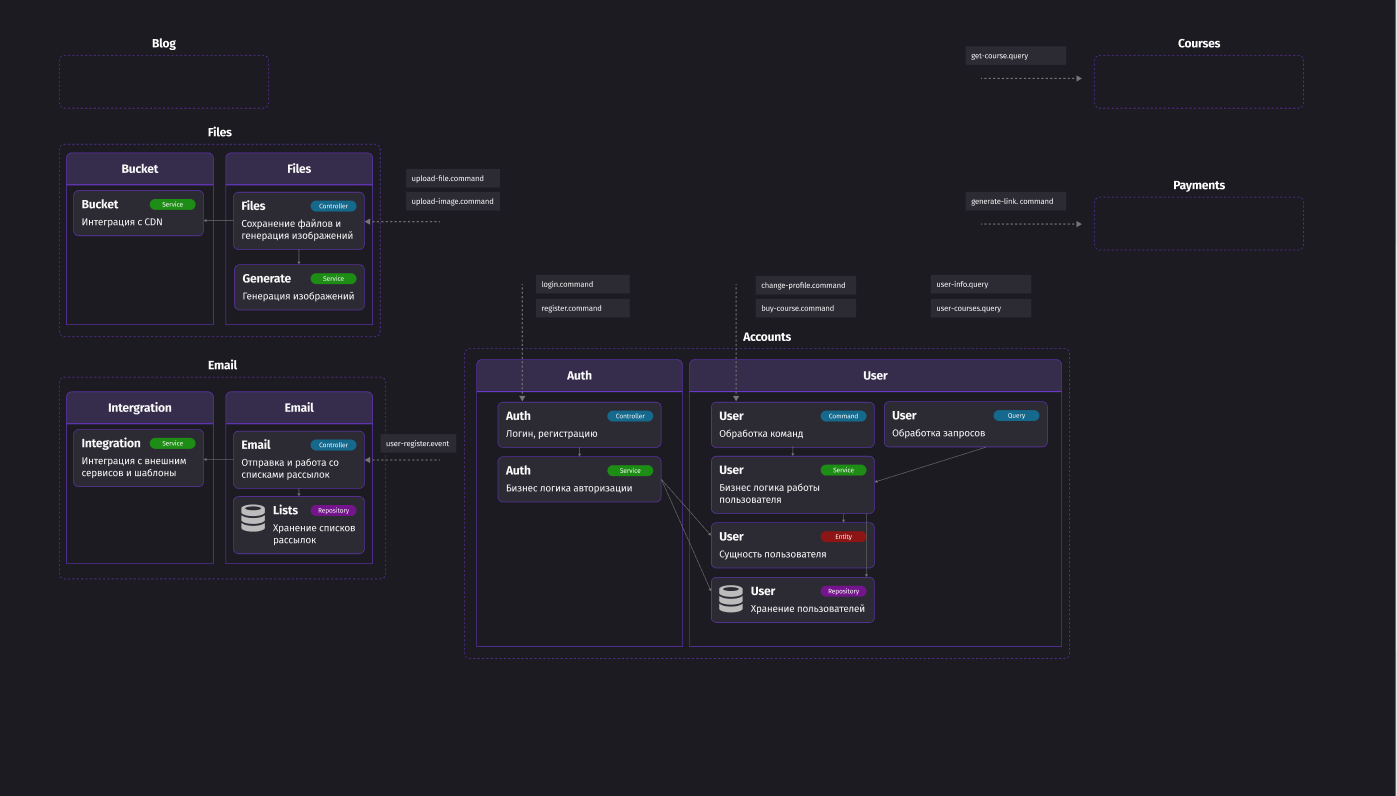 Blog
Courses
get-course.query
Files
Bucket
Files
Bucket
Service
Интеграция с CDN
Files
Controller
Сохранение файлов и
генерация изображений
Generate
Service
Генерация изображений
upload-file.command
upload-image.command
Payments
generate-link. command
login.command
register.command
change-profile.command
buy-course.command
user-info.query
user-courses.query
Email
Intergration
Email
Integration
Service
Интеграция с внешним
сервисов и шаблоны
Email
Controller
Отправка и работа со
списками рассылок
Lists
Repository
Хранение списков
рассылок
user-register.event
Accounts
Auth
User
Auth
Controller
Логин, регистрацию
Auth
Service
Бизнес логика авторизации
User
Command
Обработка команд
User
Query
Обработка запросов
User
Service
Бизнес логика работы
пользователя
User
Entity
Сущность пользователя
User
Repository
Хранение пользователей